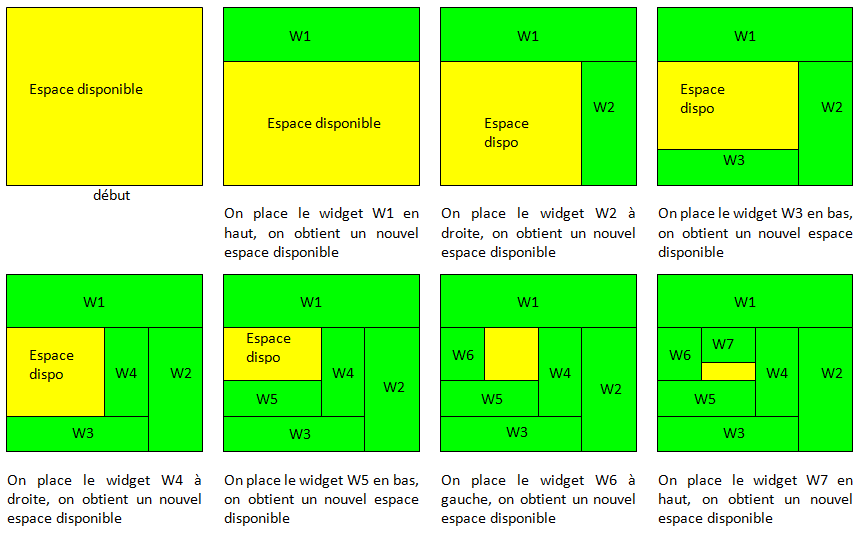 Espace disponible
début
W1
Espace disponible
On place le widget W1 en
haut, on obtient un nouvel
espace disponible
W1
Espace
dispo
W2
On place le widget W2 à
droite, on obtient un nouvel
espace disponible
W1
Espace
dispo
W2
W3
On place le widget W3 en bas,
on obtient un nouvel espace
disponible
W1
Espace
dispo
W4
W2
W3
On place le widget W4 à
droite, on obtient un nouvel
espace disponible
W1
Espace
dispo
W4
W2
W5
W3
On place le widget W5 en bas,
on obtient un nouvel espace
disponible
W1
W6
W4
W2
W5
W3
On place le widget W6 à
gauche, on obtient un nouvel
espace disponible
W1
W7
W6
W4
W2
W5
W3
On place le widget W7 en
haut, on obtient un nouvel
espace disponible